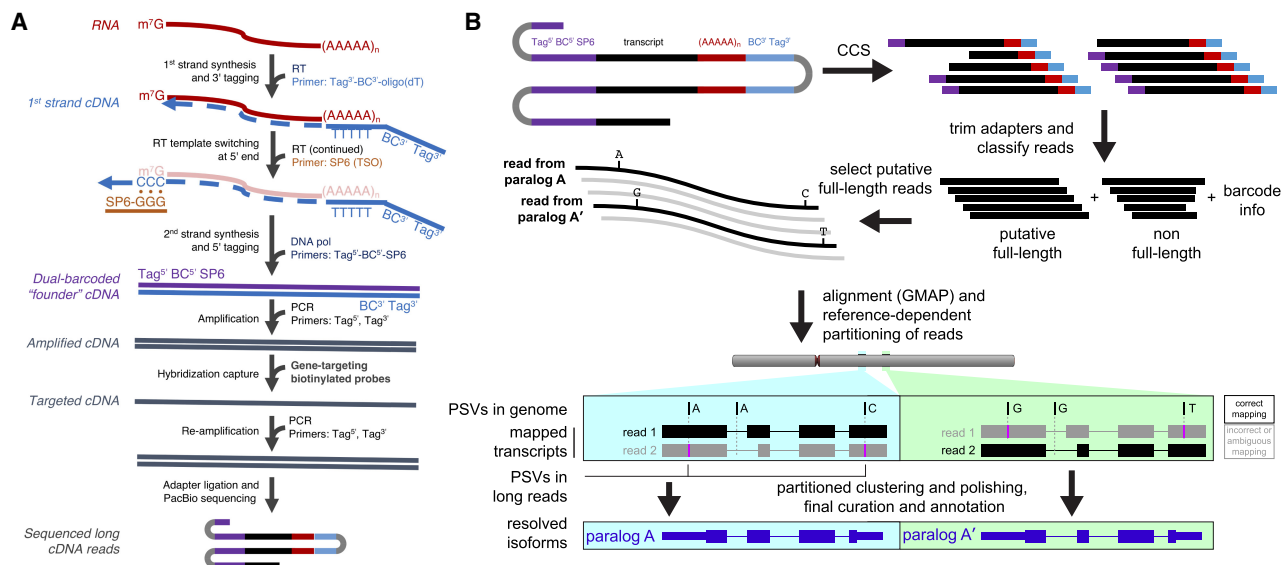 A
RNA
m⁷G
(AAAAA)n
1st strand synthesis
and 3' tagging
RT
Primer: Tag³'-BC³'-oligo(dT)
1st strand cDNA
m⁷G
(AAAAA)n
TTTTT
BC³' Tag³'
RT template switching
at 5' end
RT (continued)
Primer: SP6 (TSO)
m⁷G
CCC
SP6-GGG
(AAAAA)n
TTTTT
BC³' Tag³'
2nd strand synthesis
and 5' tagging
DNA pol
Primers: Tag⁵'-BC⁵'-SP6
Dual-barcoded
"founder" cDNA
Tag⁵' BC⁵' SP6
BC³' Tag³'
Amplification
PCR
Primers: Tag⁵', Tag³'
Amplified cDNA
Hybridization capture
Gene-targeting
biotinylated probes
Targeted cDNA
Re-amplification
PCR
Primers: Tag⁵', Tag³'
Adapter ligation and
PacBio sequencing
Sequenced long
cDNA reads
B
Tag⁵' BC⁵' SP6
transcript
(AAAAA)n
BC³' Tag³'
CCS
trim adapters and
classify reads
putative
full-length
+
non
full-length
+
barcode
info
select putative
full-length reads
read from
paralog A
A
C
read from
paralog A′
G
T
alignment (GMAP) and
reference-dependent
partitioning of reads
PSVs in genome
A
A
C
G
G
T
mapped
transcripts
read 1
read 2
read 1
read 2
correct
mapping
incorrect or
ambiguous
mapping
PSVs in
long reads
partitioned clustering and polishing,
final curation and annotation
resolved
isoforms
paralog A
paralog A′